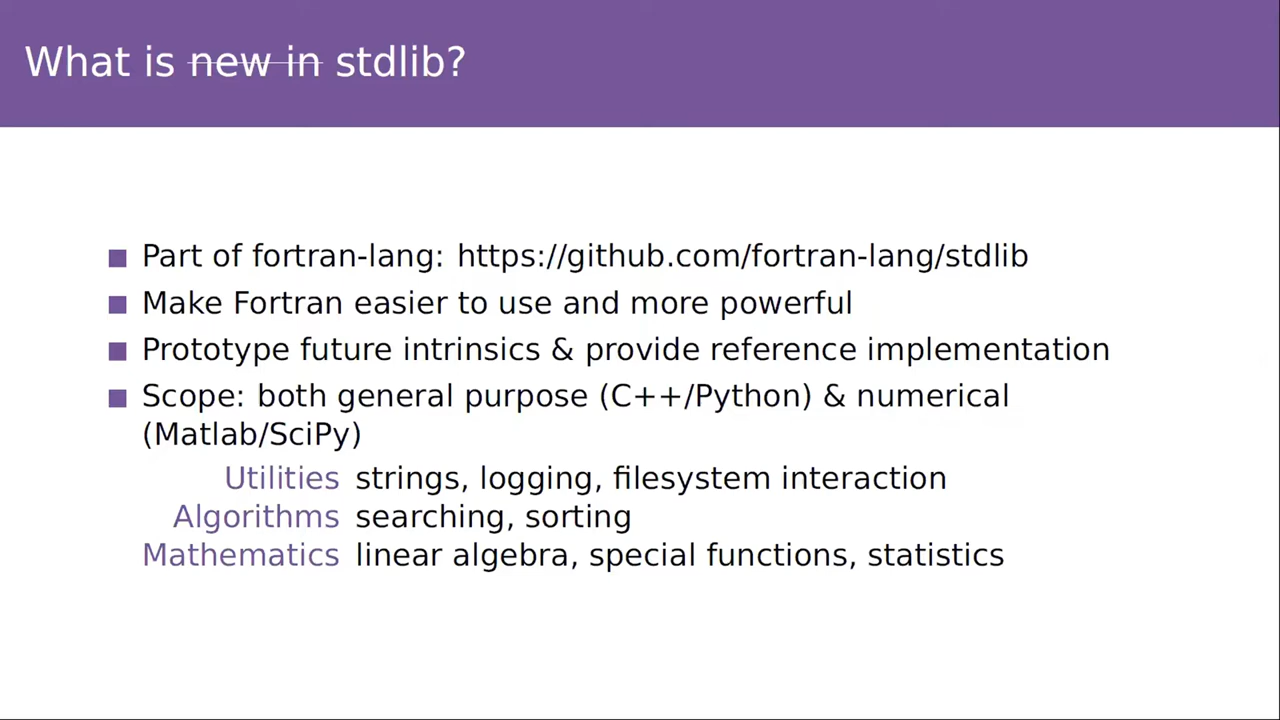 What is new in stdlib?
Part of fortran-lang: https://github.com/fortran-lang/stdlib
Make Fortran easier to use and more powerful
Prototype future intrinsics & provide reference implementation
Scope: both general purpose (C++/Python) & numerical
(Matlab/SciPy)
Utilities strings, logging, filesystem interaction
Algorithms searching, sorting
Mathematics linear algebra, special functions, statistics